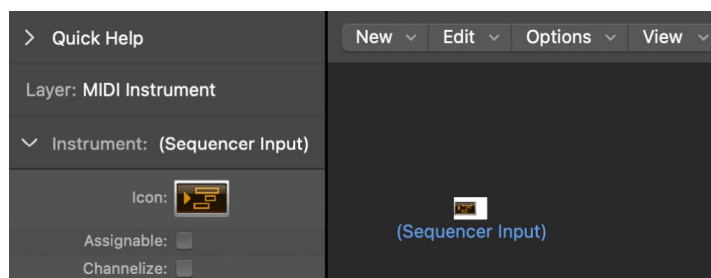 Quick Help
New Edit Options View
Layer: MIDI Instrument
Instrument: (Sequencer Input)
Icon:
(Sequencer Input)
Assignable:
Channelize: